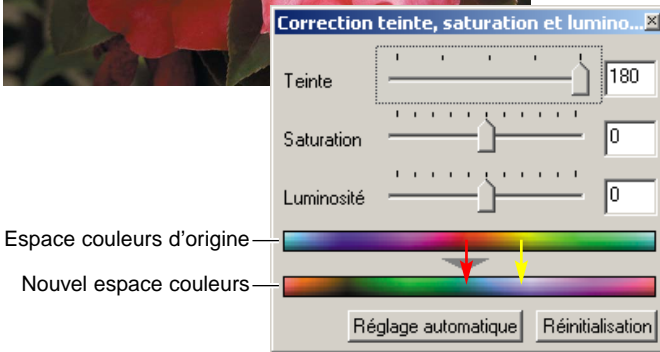 Correction teinte, saturation et lumino...
Teinte
180
Saturation
0
Luminosité
0
Espace couleurs d'origine
Nouvel espace couleurs
Réglage automatique
Réinitialisation